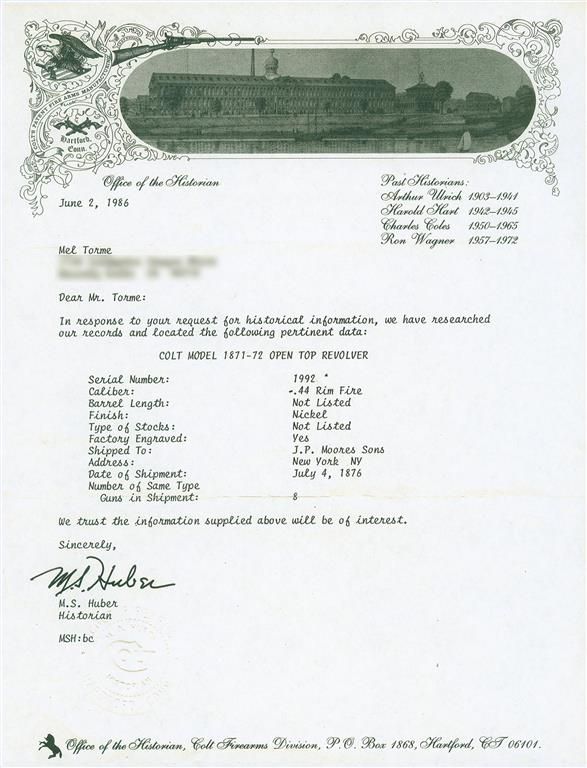 Hartford,
Conn.
Office of the Historian
Past Historians:
Arthur Ulrich 1903-1941
Harold Hart 1942-1945
Charles Coles 1950-1965
Ron Wagner 1957-1972
June 2, 1986
Mel Torme
Dear Mr. Torme:
In response to your request for historical information, we have researched
our records and located the following pertinent data:
COLT MODEL 1871-72 OPEN TOP REVOLVER
Serial Number: 1992 *
Caliber: -.44 Rim Fire
Barrel Length: Not Listed
Finish: Nickel
Type of Stocks: Not Listed
Factory Engraved: Yes
Shipped To: J.P. Moores Sons
Address: New York NY
Date of Shipment: July 4, 1876
Number of Same Type
Guns in Shipment: 8
We trust the information supplied above will be of interest.
Sincerely,
M.S. Huber
M.S. Huber
Historian
MSH:bc
Office of the Historian, Colt Firearms Division, P.O. Box 1868, Hartford, CT 06101.